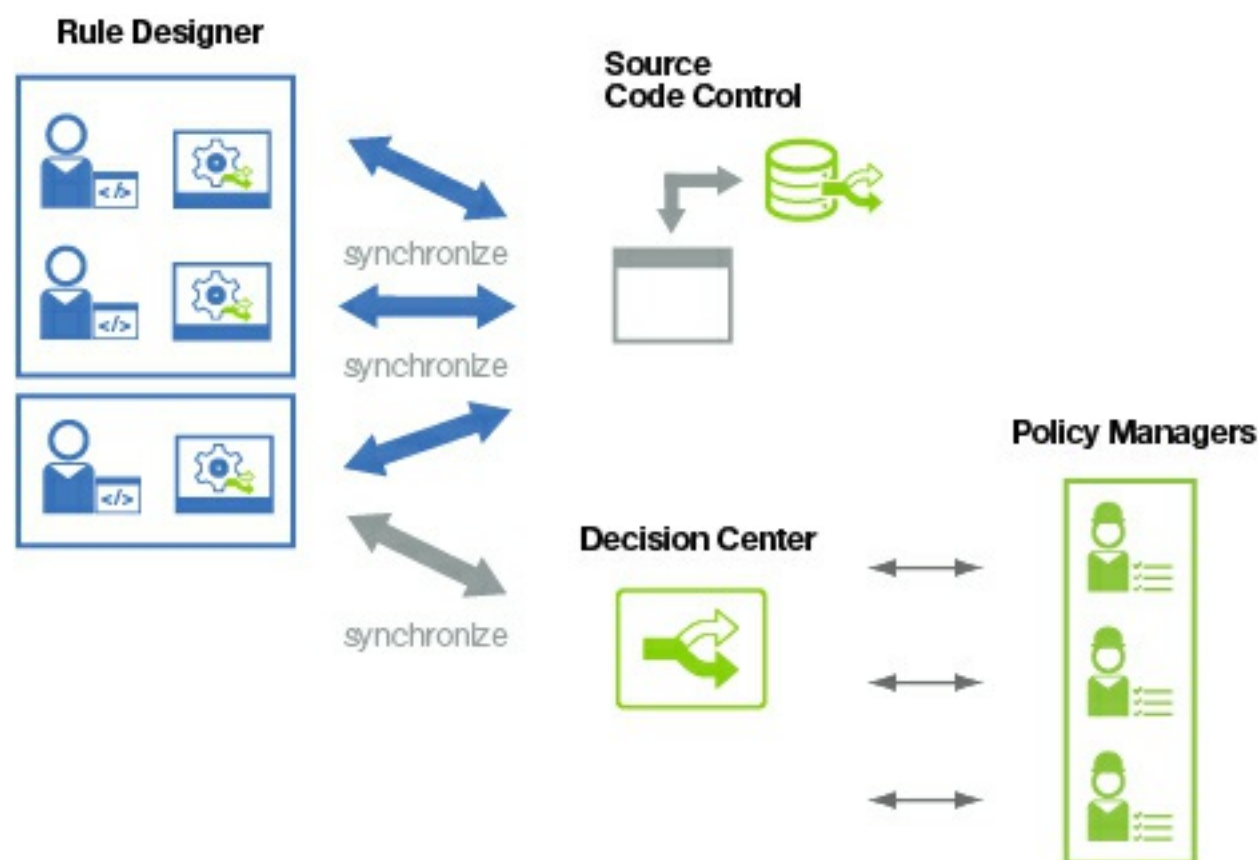 Rule Designer
Source
Code Control
</>
synchronize
</>
synchronize
</>
Policy Managers
Decision Center
synchronize